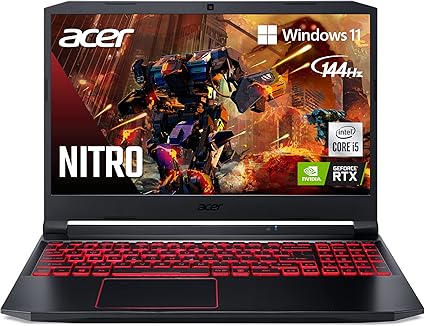 acer
Windows 11
144Hz
NITRO
intel
CORE i5
NVIDIA
GEFORCE
RTX
acer